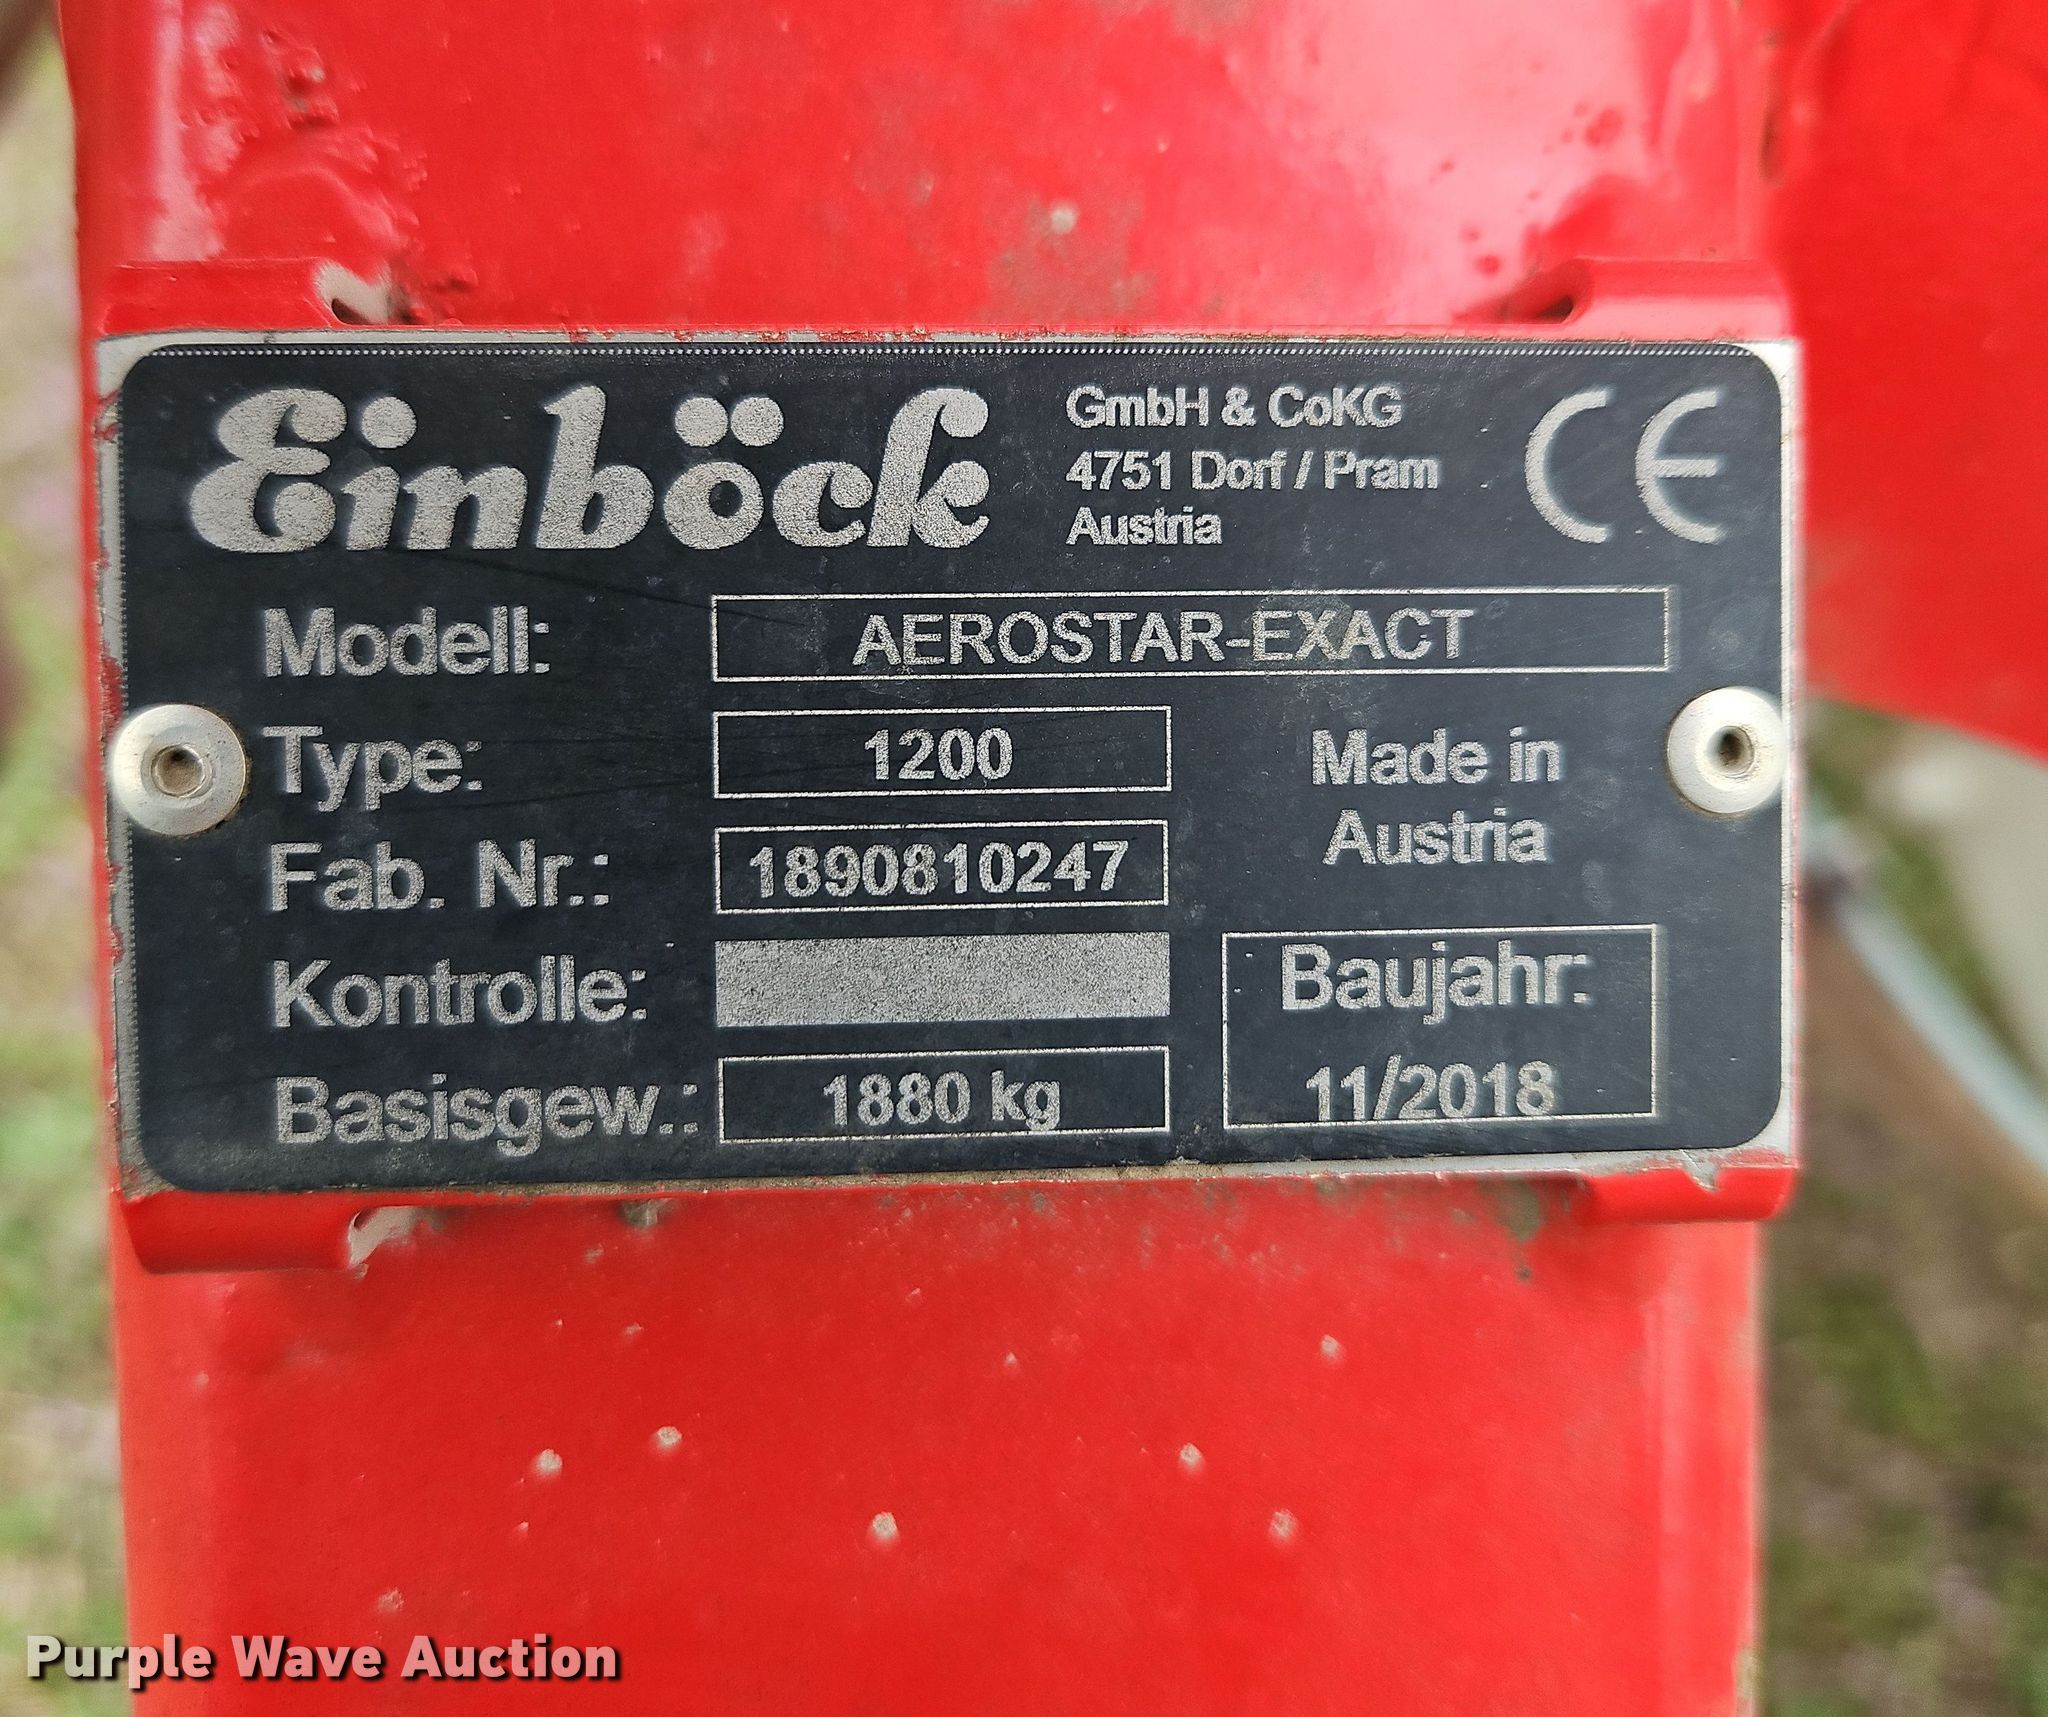 Einböck
GmbH & CoKG
4751 Dorf / Pram
Austria
CE
Modell: AEROSTAR-EXACT
Type: 1200
Made in
Austria
Fab. Nr.: 1890810247
Kontrolle:
Baujahr:
11/2018
Basisgew.: 1880 kg
Purple Wave Auction